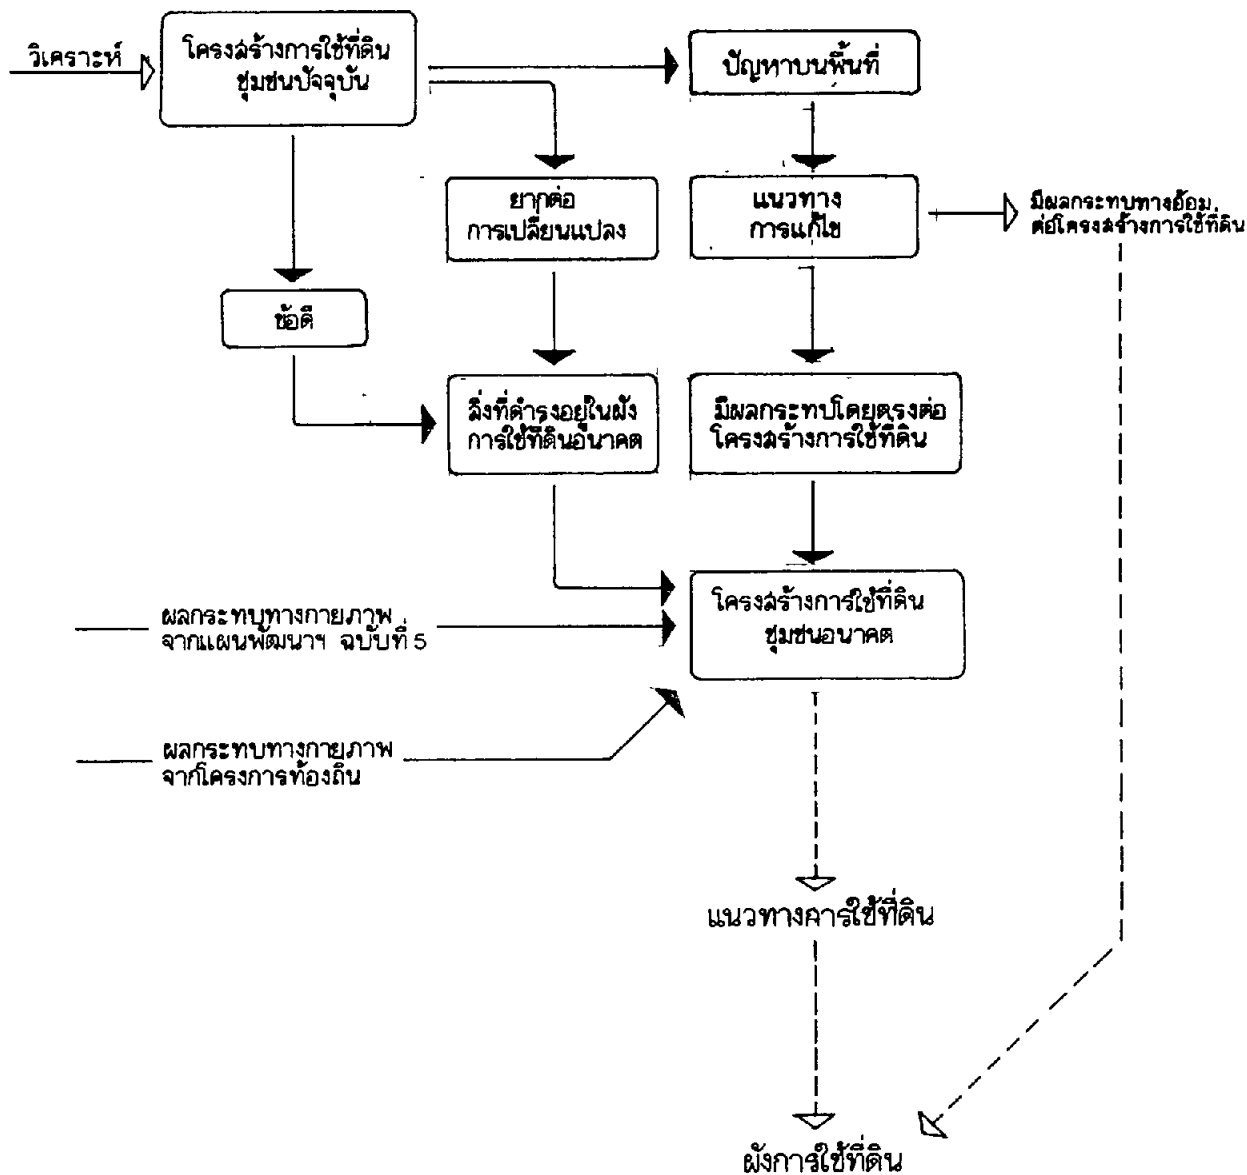 วิเคราะห์
โครงสร้างการใช้ที่ดิน
ชุมชนปัจจุบัน
ปัญหาบนพื้นที่
ยากต่อ
การเปลี่ยนแปลง
แนวทาง
การแก้ไข
มีผลกระทบทางอ้อม
ต่อโครงสร้างการใช้ที่ดิน
ข้อดี
สิ่งที่ดำรงอยู่ในผัง
การใช้ที่ดินอนาคต
มีผลกระทบโดยตรงต่อ
โครงสร้างการใช้ที่ดิน
โครงสร้างการใช้ที่ดิน
ชุมชนอนาคต
ผลกระทบทางกายภาพ
จากแผนพัฒนาฯ ฉบับที่ 5
ผลกระทบทางกายภาพ
จากโครงการท้องถิ่น
แนวทางการใช้ที่ดิน
ผังการใช้ที่ดิน